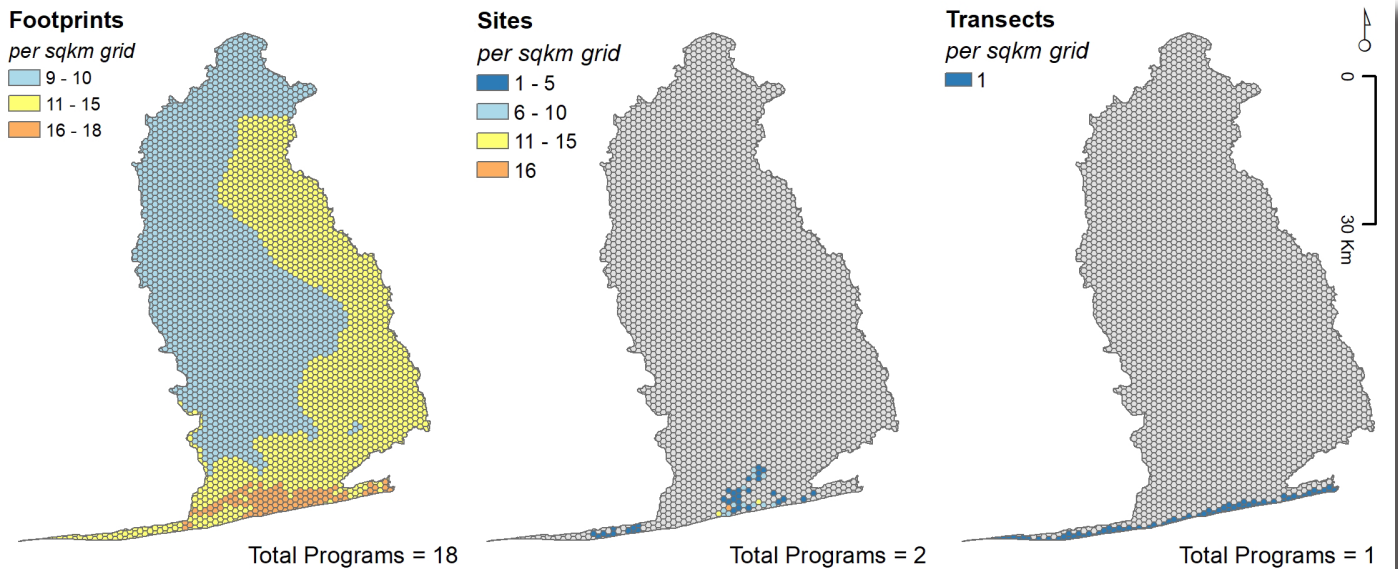 Footprints
per sqkm grid
9 - 10
11 - 15
16 - 18
Total Programs = 18
Sites
per sqkm grid
1 - 5
6 - 10
11 - 15
16
Total Programs = 2
Transects
per sqkm grid
1
0
30 Km
Total Programs = 1